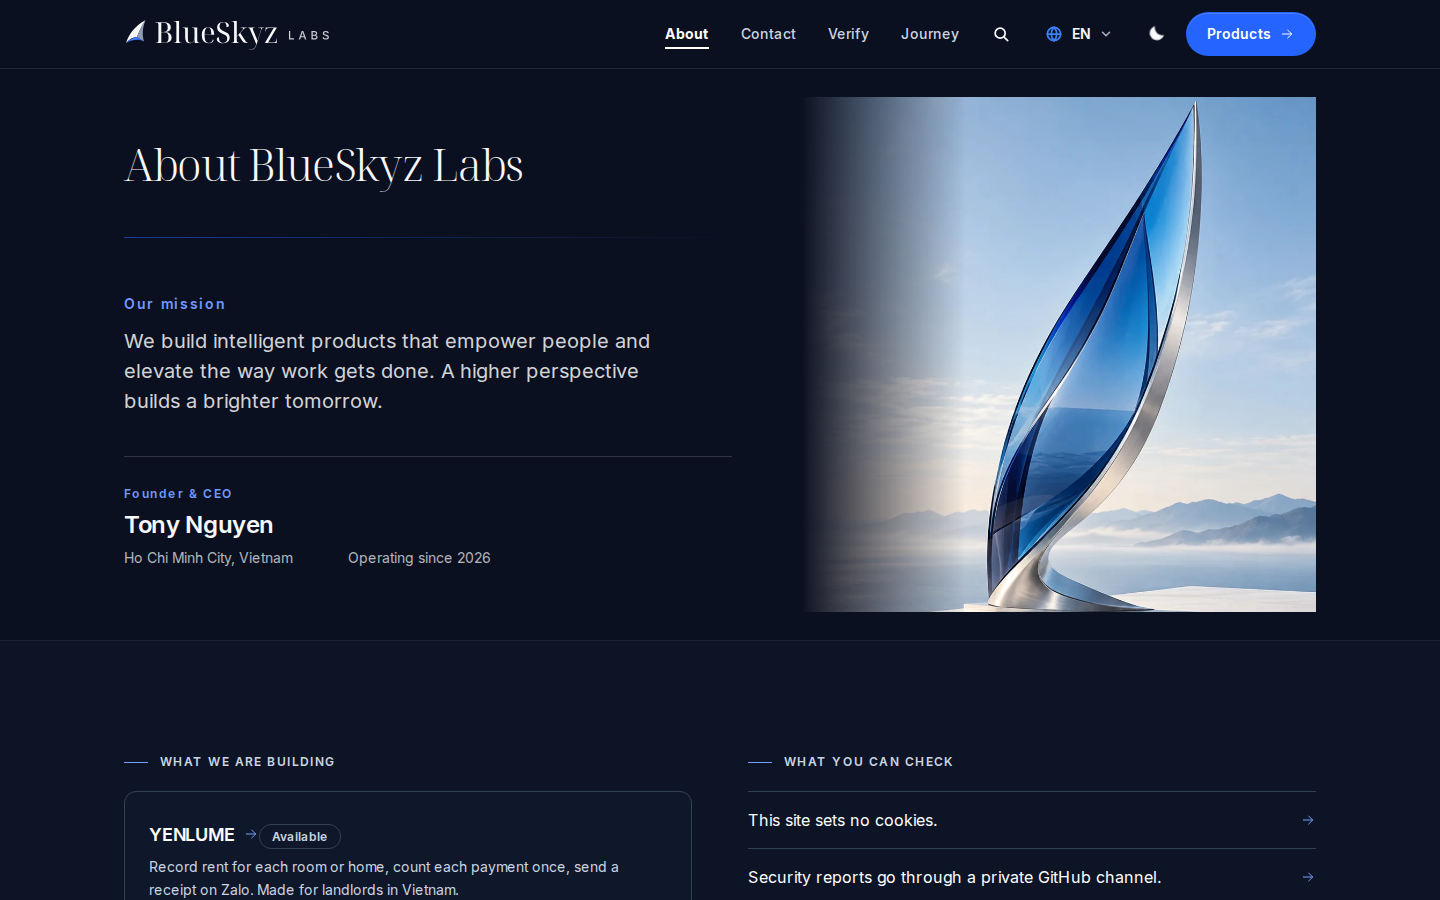 BlueSkyz LABS
About
Contact
Verify
Journey
EN
Products
About BlueSkyz Labs
Our mission
We build intelligent products that empower people and
elevate the way work gets done. A higher perspective
builds a brighter tomorrow.
Founder & CEO
Tony Nguyen
Ho Chi Minh City, Vietnam
Operating since 2026
WHAT WE ARE BUILDING
YENLUME
Available
Record rent for each room or home, count each payment once, send a
receipt on Zalo. Made for landlords in Vietnam.
WHAT YOU CAN CHECK
This site sets no cookies.
Security reports go through a private GitHub channel.